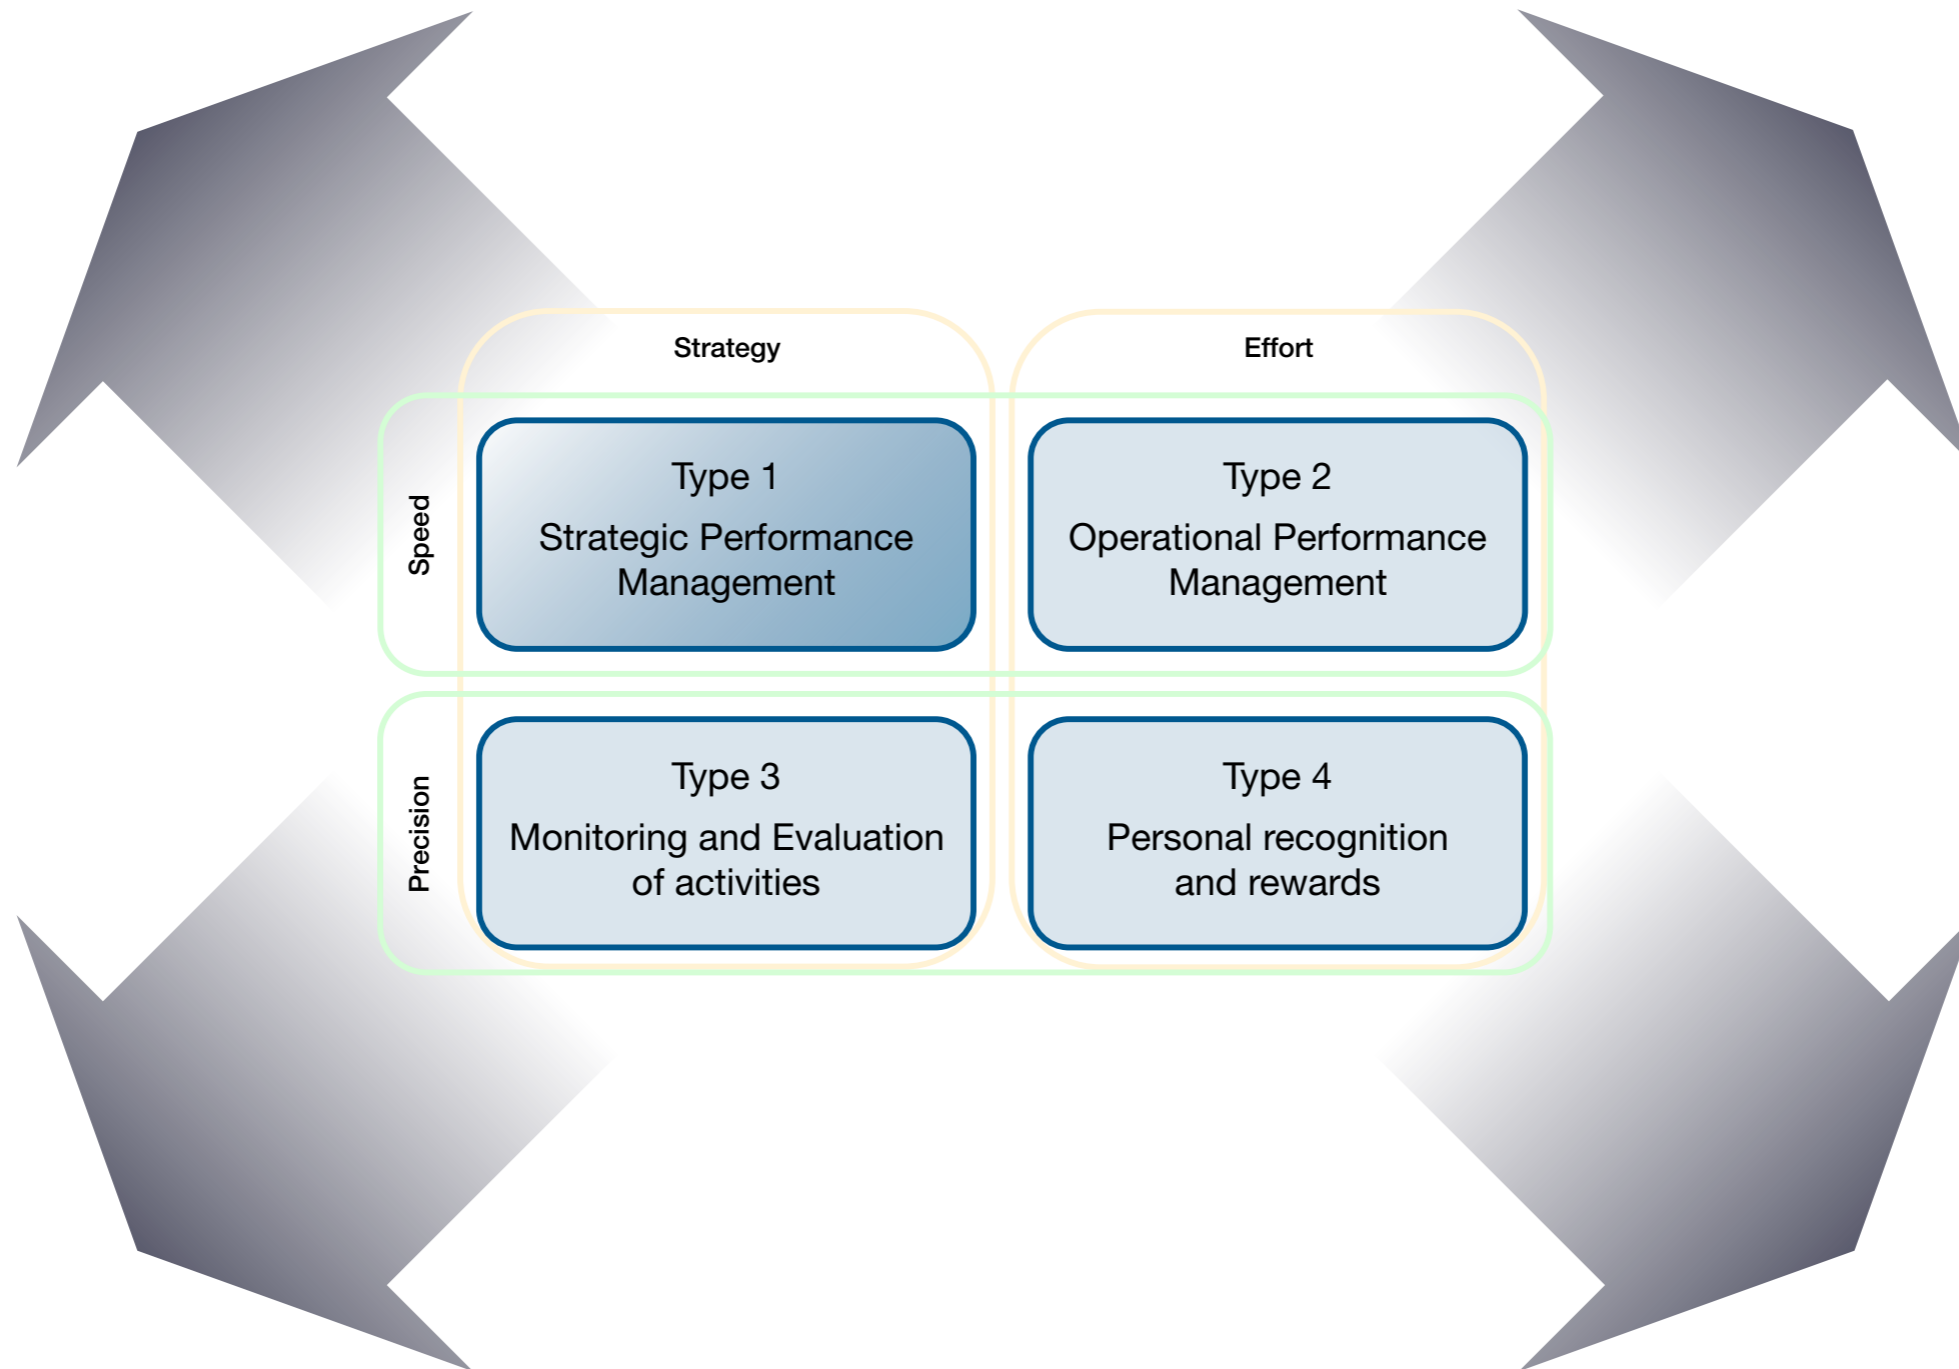 Strategy
Effort
Speed
Type 1
Strategic Performance
Management
Type 2
Operational Performance
Management
Precision
Type 3
Monitoring and Evaluation
of activities
Type 4
Personal recognition
and rewards